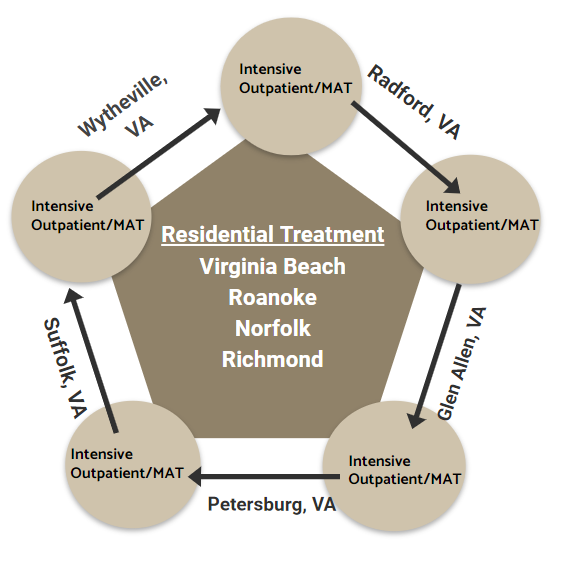 Intensive
Outpatient/MAT
Wytheville,
VA
Radford, VA
Intensive
Outpatient/MAT
Intensive
Outpatient/MAT
Residential Treatment
Virginia Beach
Roanoke
Norfolk
Richmond
Suffolk, VA
Glen Allen, VA
Intensive
Outpatient/MAT
Intensive
Outpatient/MAT
Petersburg, VA